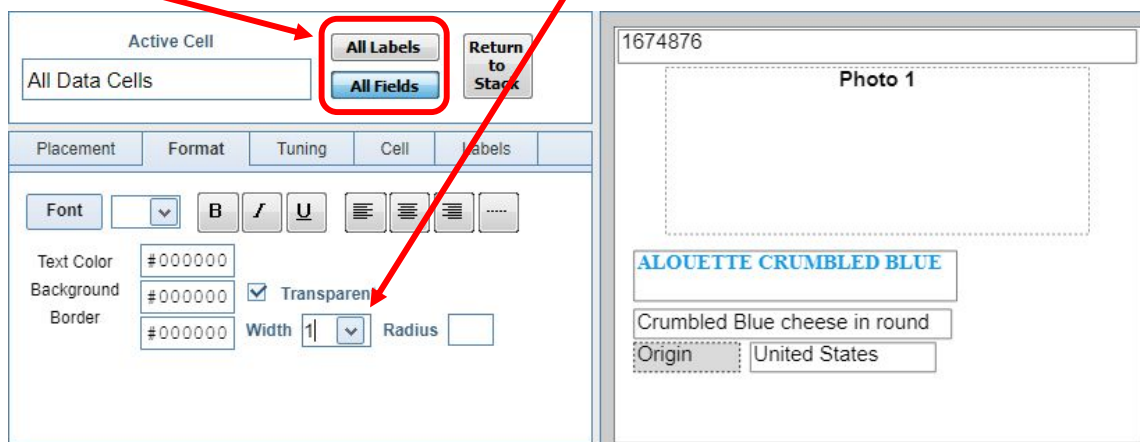 Active Cell
All Data Cells
All Labels
All Fields
Return
to
Stack
Placement Format Tuning Cell Labels
Font B I U
Text Color #000000
Background #000000 Transparent
Border #000000 Width 1 Radius
1674876
Photo 1
ALOUETTE CRUMBLED BLUE
Crumbled Blue cheese in round
Origin United States